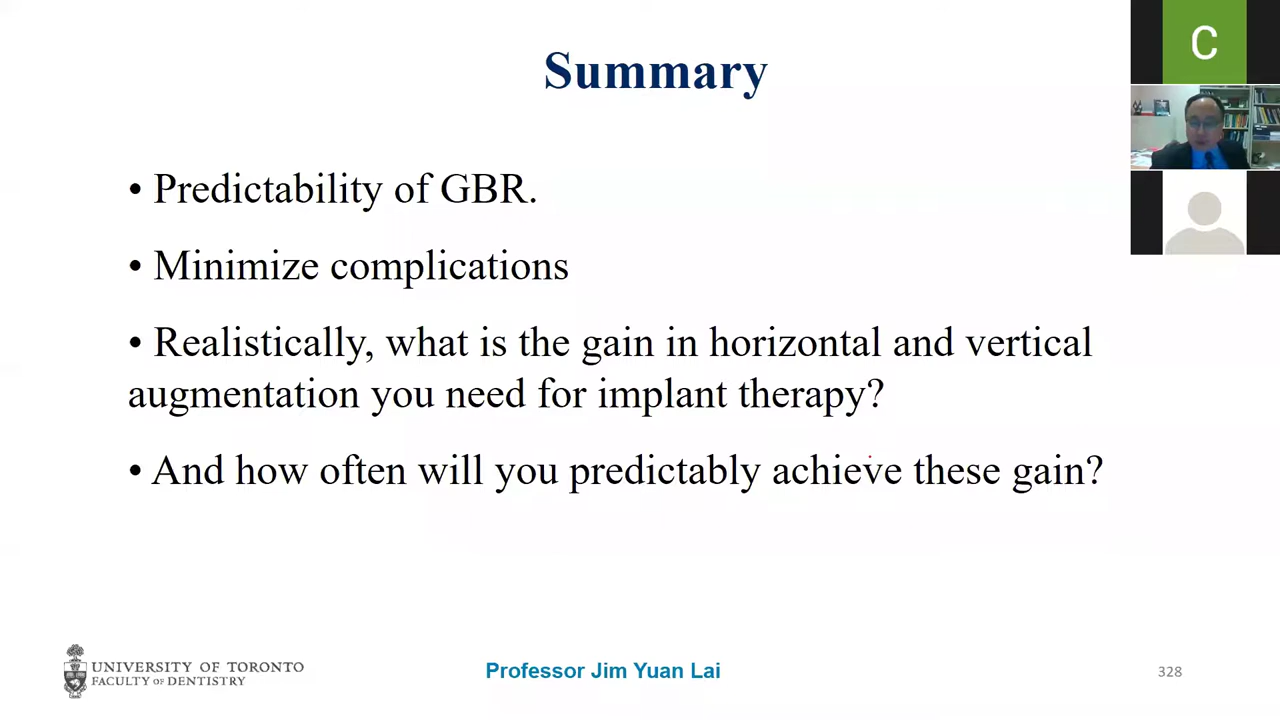 Summary
C
• Predictability of GBR.
• Minimize complications
• Realistically, what is the gain in horizontal and vertical
augmentation you need for implant therapy?
• And how often will you predictably achieve these gain?
UNIVERSITY OF TORONTO
FACULTY OF DENTISTRY
Professor Jim Yuan Lai
328